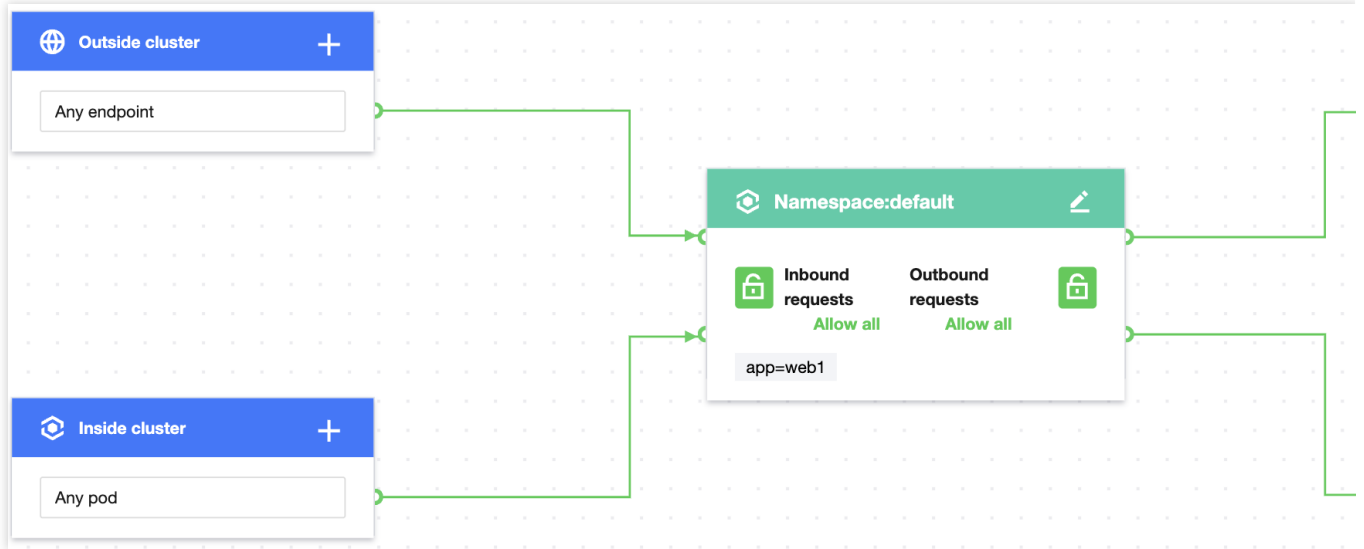 Outside cluster
Any endpoint
Namespace:default
Inbound
requests
Allow all
Outbound
requests
Allow all
app=web1
Inside cluster
Any pod